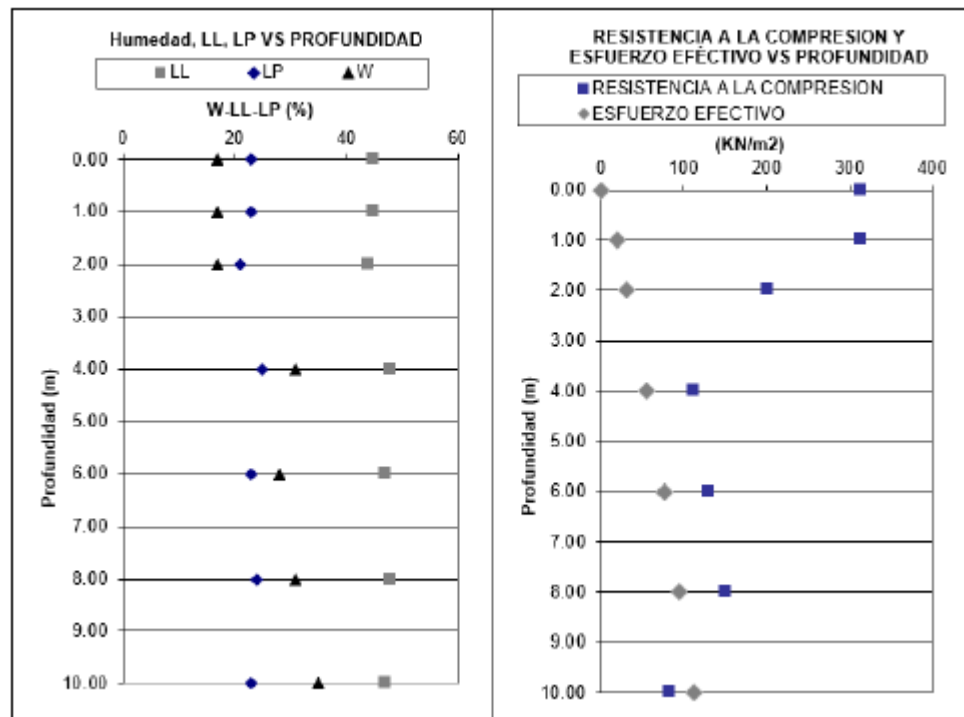 Humedad, LL, LP VS PROFUNDIDAD
LL LP W
W-LL-LP (%)
0 20 40 60
0.00
1.00
2.00
3.00
4.00
5.00
6.00
7.00
8.00
9.00
10.00
Profundidad (m)
RESISTENCIA A LA COMPRESION Y
ESFUERZO EFECTIVO VS PROFUNDIDAD
RESISTENCIA A LA COMPRESION
ESFUERZO EFECTIVO
(KN/m2)
0 100 200 300 400
0.00
1.00
2.00
3.00
4.00
5.00
6.00
7.00
8.00
9.00
10.00
Profundidad (m)